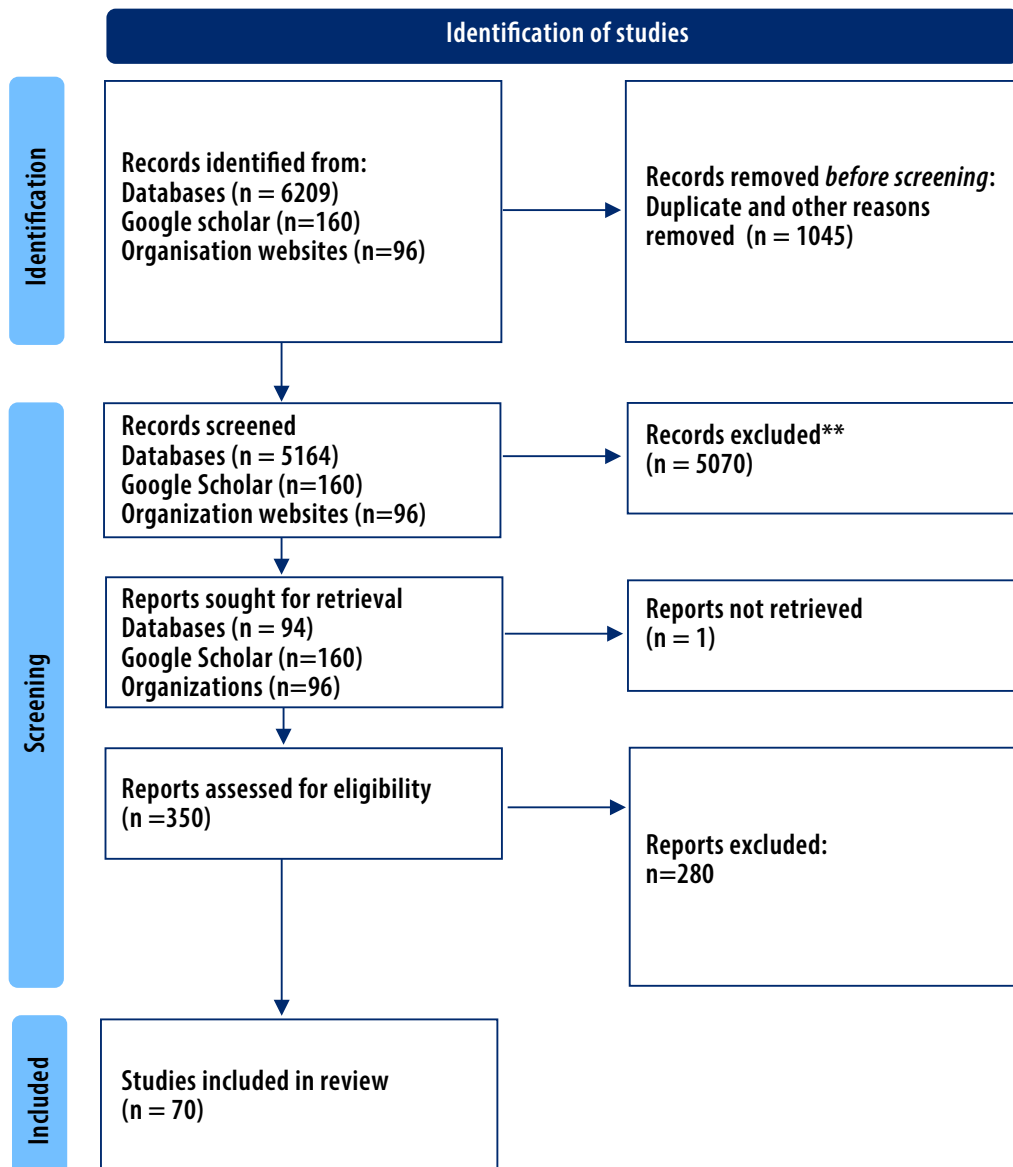 Identification of studies
Identification
Records identified from:
Databases (n = 6209)
Google scholar (n=160)
Organisation websites (n=96)
Records removed before screening:
Duplicate and other reasons
removed (n = 1045)
Screening
Records screened
Databases (n = 5164)
Google Scholar (n=160)
Organization websites (n=96)
Records excluded**
(n = 5070)
Reports sought for retrieval
Databases (n = 94)
Google Scholar (n=160)
Organizations (n=96)
Reports not retrieved
(n = 1)
Reports assessed for eligibility
(n =350)
Reports excluded:
n=280
Included
Studies included in review
(n = 70)